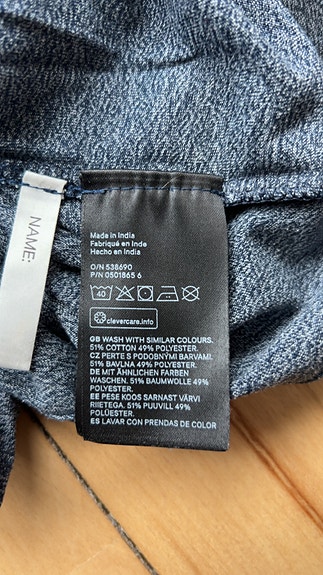 NAME:
Made in India
Fabriqué en Inde
Hecho en India
O/N 538690
P/N 0501865 6
40
clevercare.info
GB WASH WITH SIMILAR COLOURS.
51% COTTON 49% POLYESTER.
CZ PERTE S PODOBNÝMI BARVAMI.
51% BAVLNA 49% POLYESTER.
DE MIT ÄHNLICHEN FARBEN
WASCHEN. 51% BAUMWOLLE 49%
POLYESTER.
EE PESE KOOS SARNAST VÄRVI
RIIETEGA. 51% PUUVILL 49%
POLÜESTER.
ES LAVAR CON PRENDAS DE COLOR